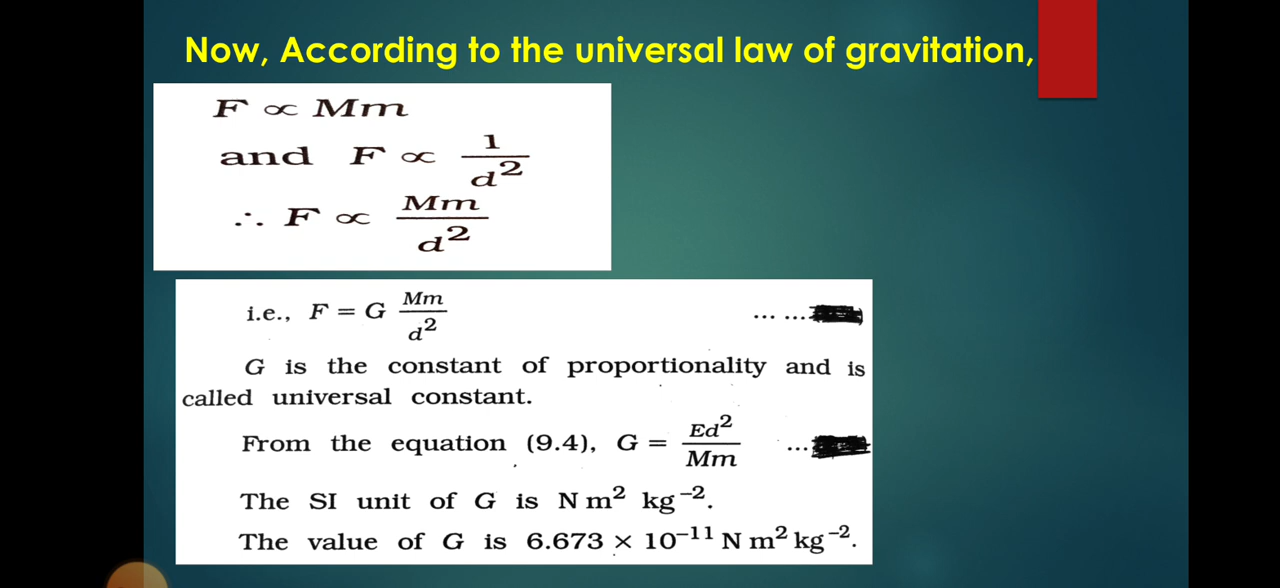 Now, According to the universal law of gravitation,
F ∝ Mm
and F ∝ 1/d²
∴ F ∝ Mm/d²
i.e., F = G Mm/d² ... ...
G is the constant of proportionality and is
called universal constant.
From the equation (9.4), G = Ed²/Mm ...
The SI unit of G is N m² kg⁻².
The value of G is 6.673 × 10⁻¹¹ N m² kg⁻².